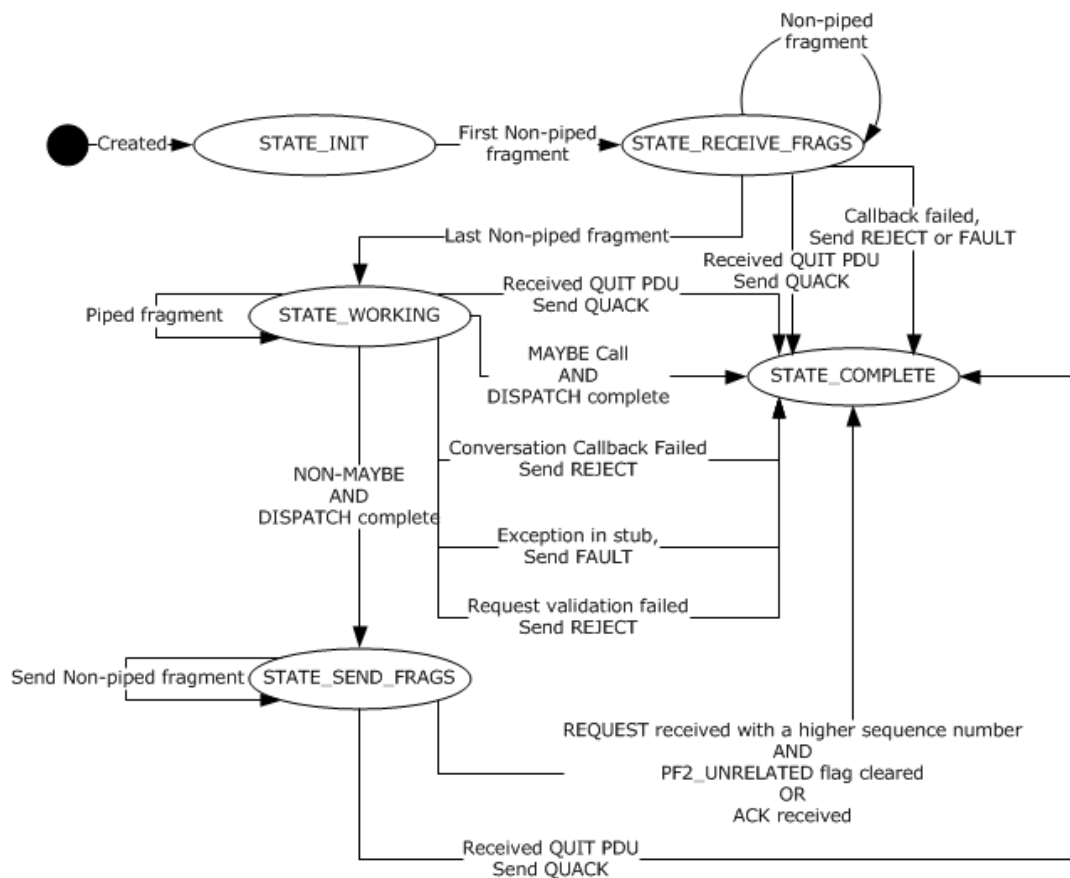 Non-piped
fragment
Created
STATE_INIT
First Non-piped
fragment
STATE_RECEIVE_FRAGS
Callback failed,
Send REJECT or FAULT
Last Non-piped fragment
Received QUIT PDU
Send QUACK
Received QUIT PDU
Send QUACK
Piped fragment
STATE_WORKING
MAYBE Call
AND
DISPATCH complete
STATE_COMPLETE
Conversation Callback Failed
Send REJECT
NON-MAYBE
AND
DISPATCH complete
Exception in stub,
Send FAULT
Request validation failed
Send REJECT
Send Non-piped fragment
STATE_SEND_FRAGS
REQUEST received with a higher sequence number
AND
PF2_UNRELATED flag cleared
OR
ACK received
Received QUIT PDU
Send QUACK